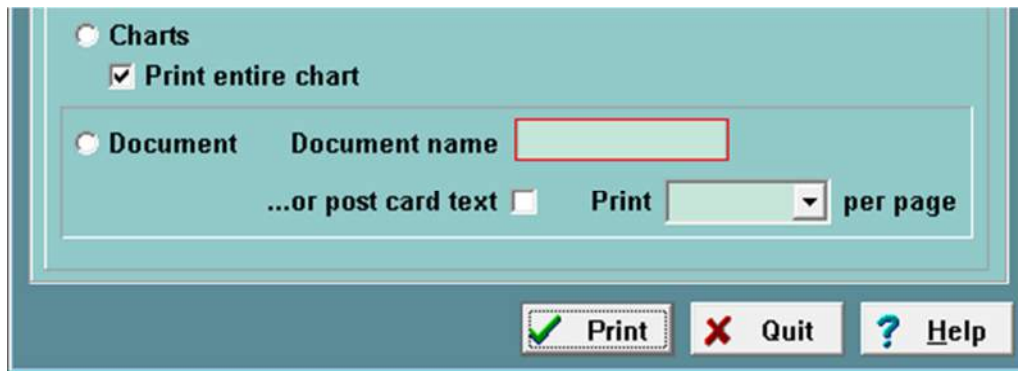 Charts
Print entire chart
Document Document name
...or post card text Print per page
Print Quit Help